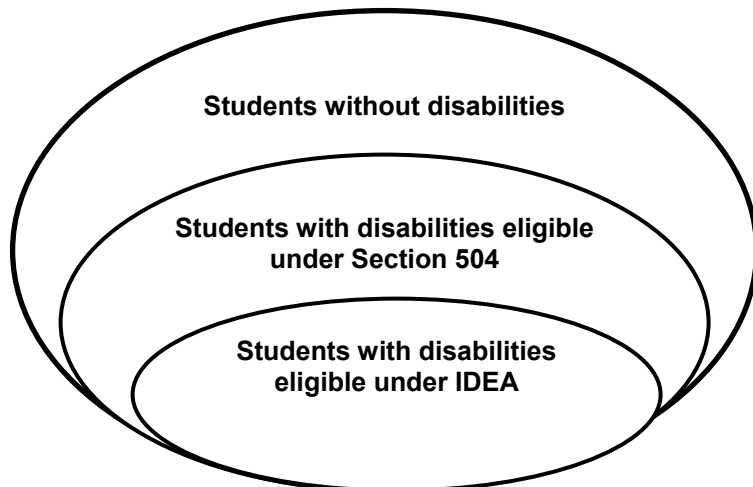 Students without disabilities
Students with disabilities eligible
under Section 504
Students with disabilities
eligible under IDEA